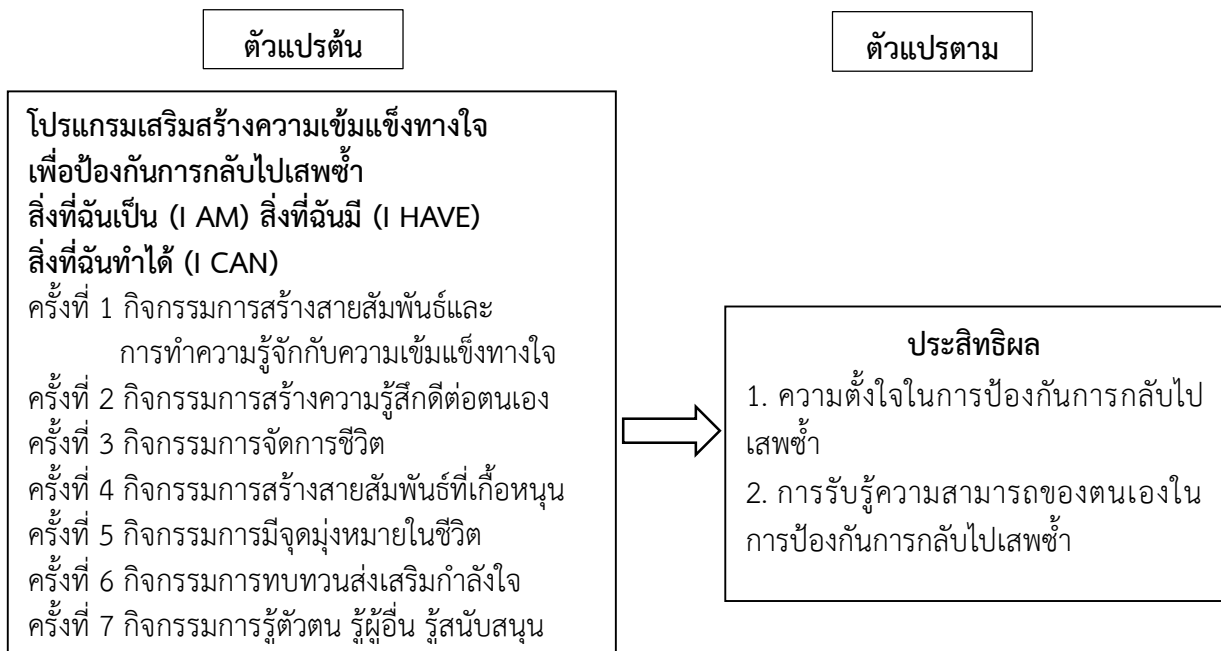 ตัวแปรต้น
ตัวแปรตาม
โปรแกรมเสริมสร้างความเข้มแข็งทางใจ
เพื่อป้องกันการกลับไปเสพซ้ำ
สิ่งที่ฉันเป็น (I AM) สิ่งที่ฉันมี (I HAVE)
สิ่งที่ฉันทำได้ (I CAN)
ครั้งที่ 1 กิจกรรมการสร้างสายสัมพันธ์และ
การทำความรู้จักกับความเข้มแข็งทางใจ
ครั้งที่ 2 กิจกรรมการสร้างความรู้สึกดีต่อตนเอง
ครั้งที่ 3 กิจกรรมการจัดการชีวิต
ครั้งที่ 4 กิจกรรมการสร้างสายสัมพันธ์ที่เกื้อหนุน
ครั้งที่ 5 กิจกรรมการมีจุดมุ่งหมายในชีวิต
ครั้งที่ 6 กิจกรรมการทบทวนส่งเสริมกำลังใจ
ครั้งที่ 7 กิจกรรมการรู้ตัวตน รู้ผู้อื่น รู้สนับสนุน
ประสิทธิผล
1. ความตั้งใจในการป้องกันการกลับไป
เสพซ้ำ
2. การรับรู้ความสามารถของตนเองใน
การป้องกันการกลับไปเสพซ้ำ